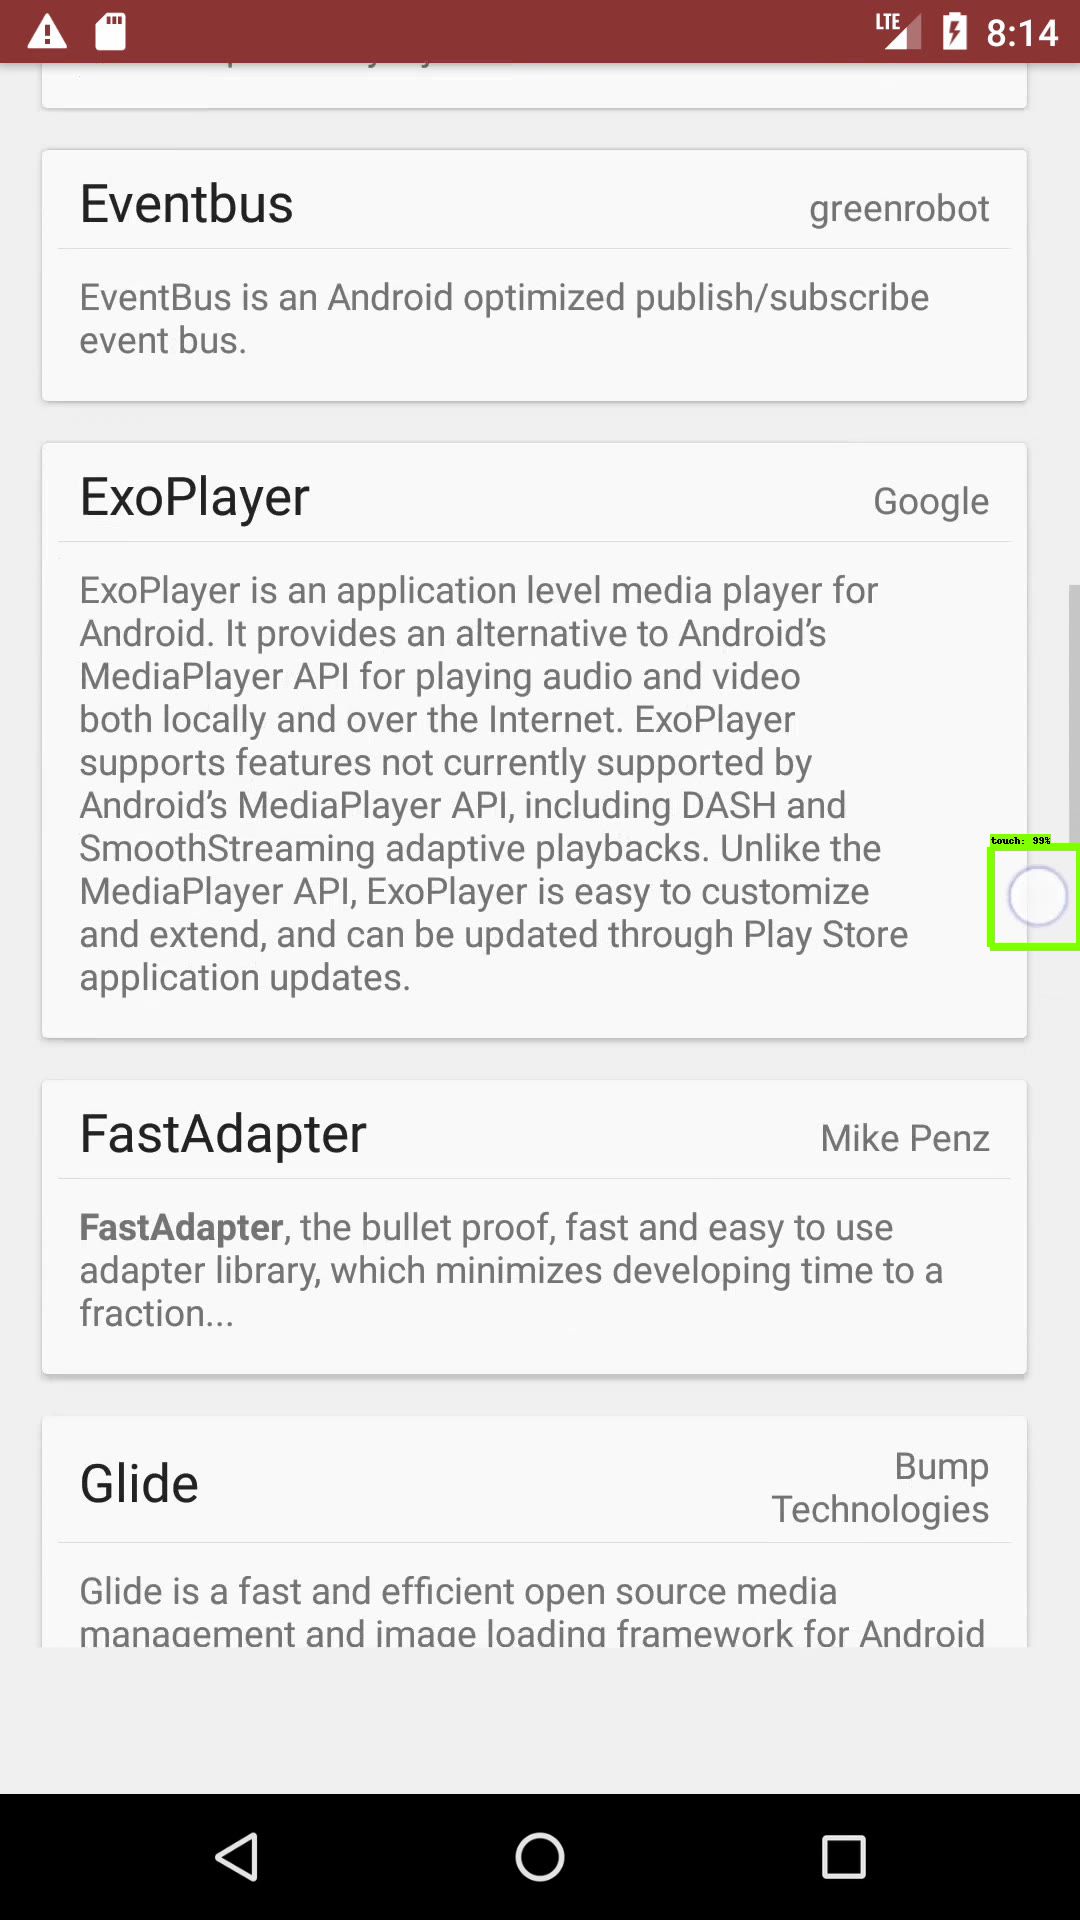 LTE 8:14
Eventbus
greenrobot
EventBus is an Android optimized publish/subscribe
event bus.
ExoPlayer
Google
ExoPlayer is an application level media player for
Android. It provides an alternative to Android’s
MediaPlayer API for playing audio and video
both locally and over the Internet. ExoPlayer
supports features not currently supported by
Android’s MediaPlayer API, including DASH and
SmoothStreaming adaptive playbacks. Unlike the
MediaPlayer API, ExoPlayer is easy to customize
and extend, and can be updated through Play Store
application updates.
touch: 99%
FastAdapter
Mike Penz
FastAdapter, the bullet proof, fast and easy to use
adapter library, which minimizes developing time to a
fraction...
Glide
Bump
Technologies
Glide is a fast and efficient open source media
management and image loading framework for Android